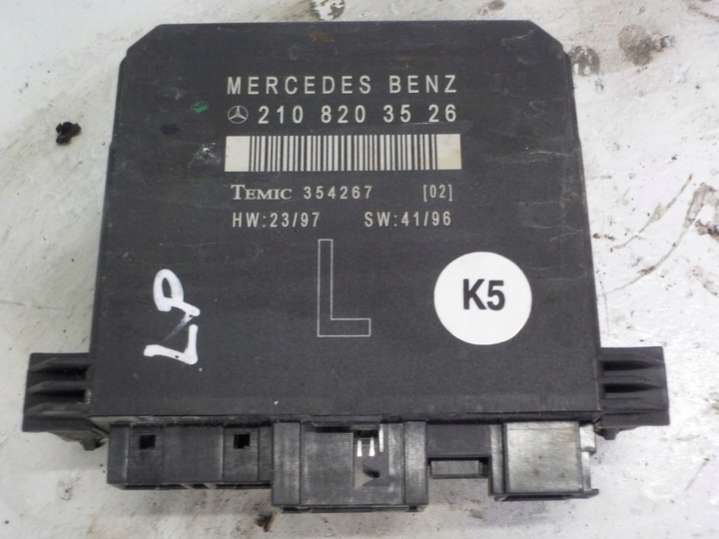 MERCEDES BENZ
210 820 35 26
TEMIC 354267 [02]
HW:23/97 SW:41/96
L
K5
LP